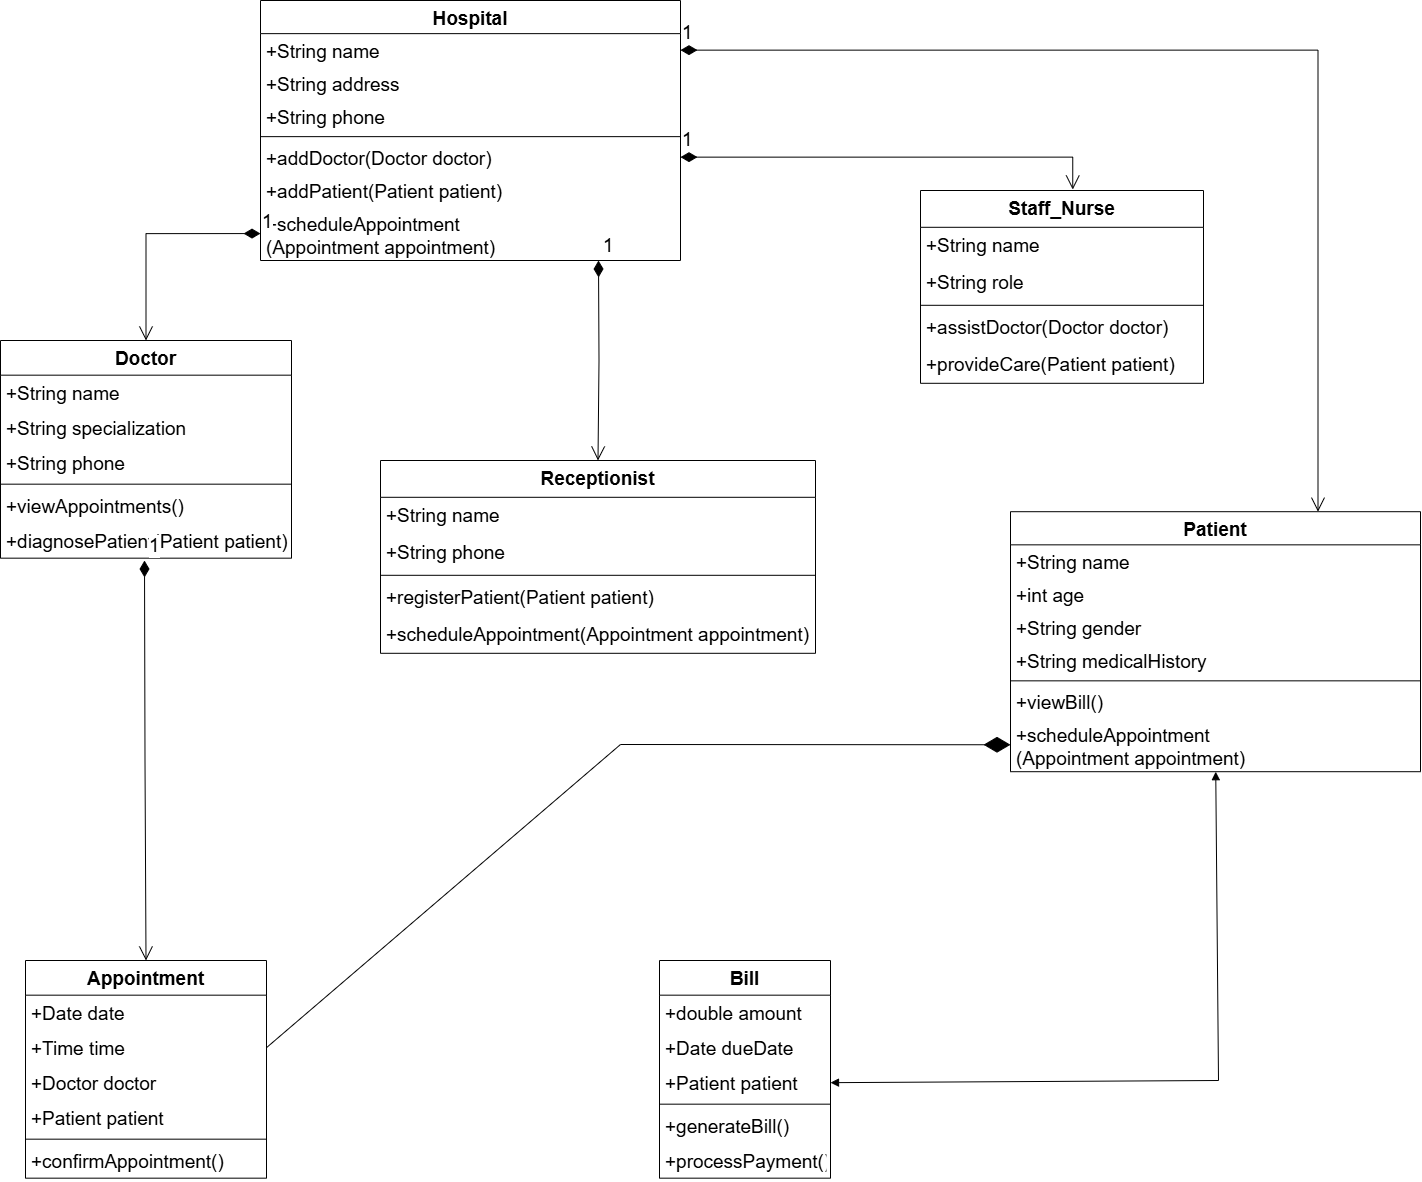 Hospital
+String name
+String address
+String phone
+addDoctor(Doctor doctor)
+addPatient(Patient patient)
-scheduleAppointment
(Appointment appointment)
1
1
1
1
Staff_Nurse
+String name
+String role
+assistDoctor(Doctor doctor)
+provideCare(Patient patient)
Doctor
+String name
+String specialization
+String phone
+viewAppointments()
+diagnosePatient(Patient patient)
1
Receptionist
+String name
+String phone
+registerPatient(Patient patient)
+scheduleAppointment(Appointment appointment)
Patient
+String name
+int age
+String gender
+String medicalHistory
+viewBill()
+scheduleAppointment
(Appointment appointment)
Appointment
+Date date
+Time time
+Doctor doctor
+Patient patient
+confirmAppointment()
Bill
+double amount
+Date dueDate
+Patient patient
+generateBill()
+processPayment()